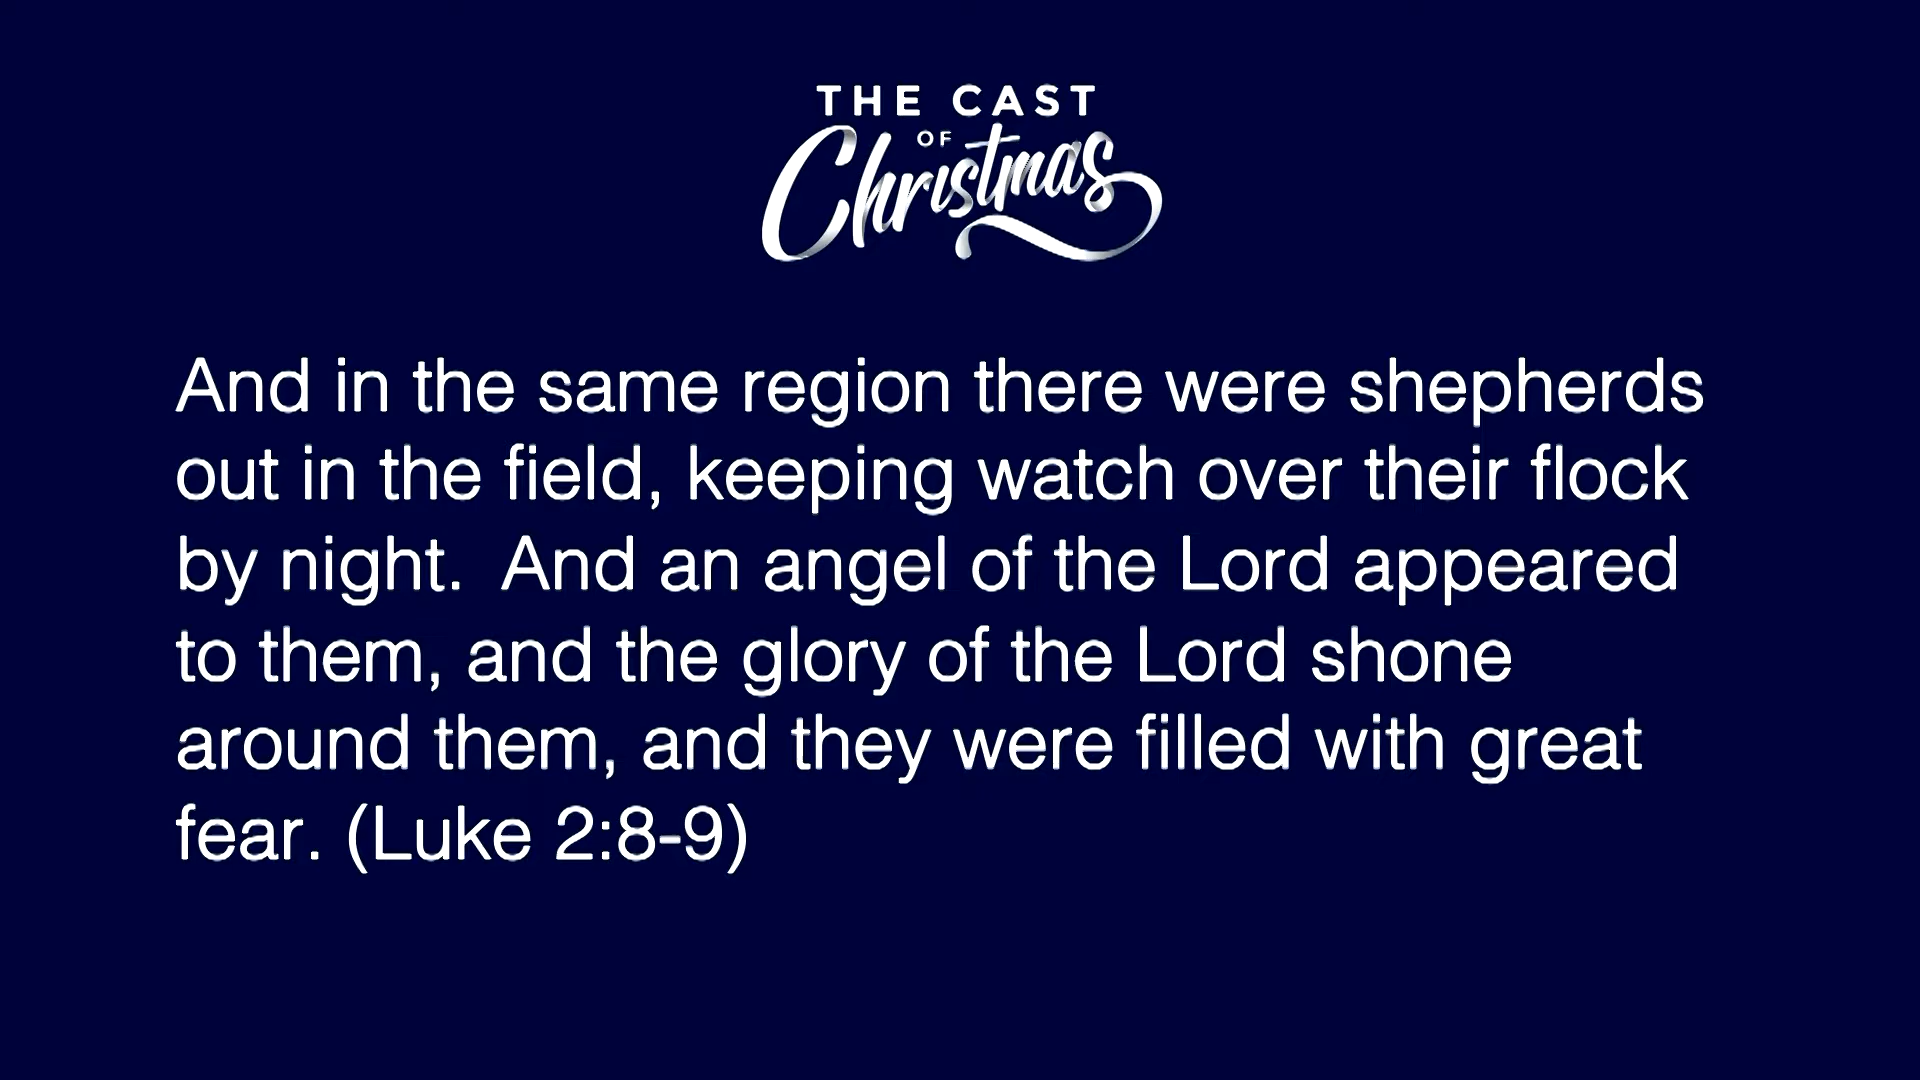 THE CAST
OF
Christmas
And in the same region there were shepherds
out in the field, keeping watch over their flock
by night.  And an angel of the Lord appeared
to them, and the glory of the Lord shone
around them, and they were filled with great
fear. (Luke 2:8-9)